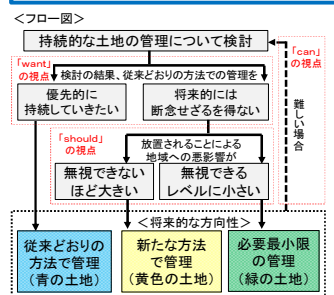 ＜フロー図＞
持続的な土地の管理について検討
「can」
の視点
「want」
の視点
検討の結果、従来どおりの方法での管理を
優先的に
持続していきたい
将来的には
断念せざるを得ない
難しい場合
「should」
の視点
放置されることによる
地域への悪影響が
無視できない
ほど大きい
無視できる
レベルに小さい
＜将来的な方向性＞
従来どおりの
方法で管理
（青の土地）
新たな方法
で管理
（黄色の土地）
必要最小限
の管理
（緑の土地）